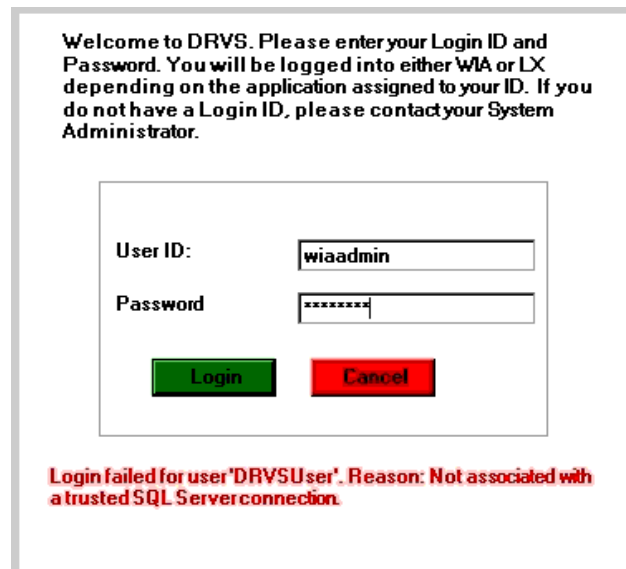 Welcome to DRVS. Please enter your Login ID and
Password. You will be logged into either WIA or LX
depending on the application assigned to your ID. If you
do not have a Login ID, please contact your System
Administrator.
User ID:
wiaadmin
Password
********
Login
Cancel
Login failed for user 'DRVSUser'. Reason: Not associated with
a trusted SQL Server connection.